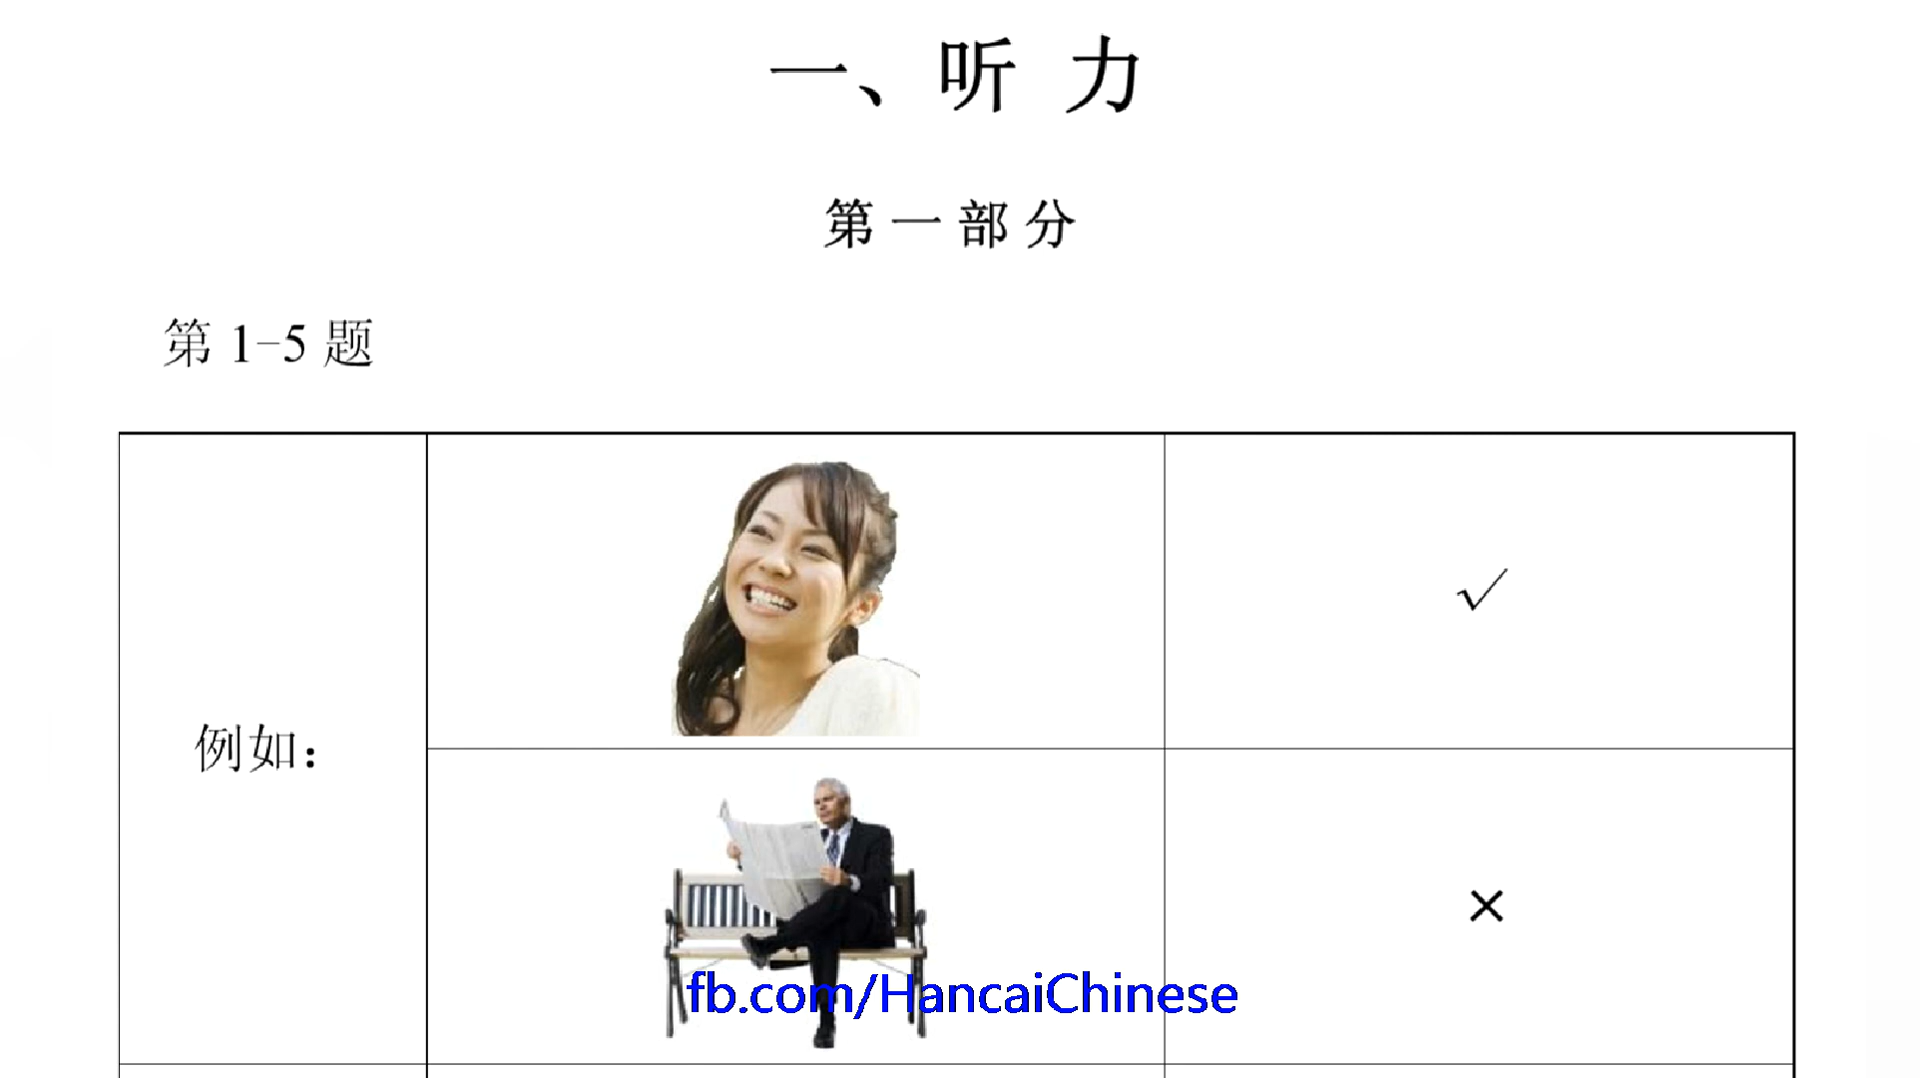 一、听 力
第 一 部 分
第 1-5 题
例如：
√
×
fb.com/HancaiChinese